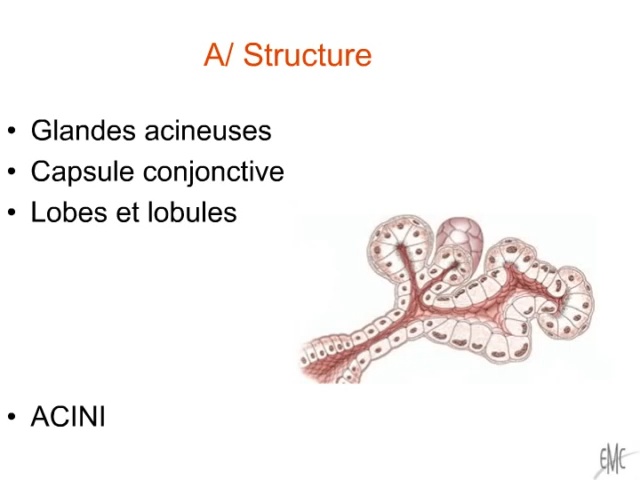 A/ Structure
• Glandes acineuses
• Capsule conjonctive
• Lobes et lobules
• ACINI
EMC